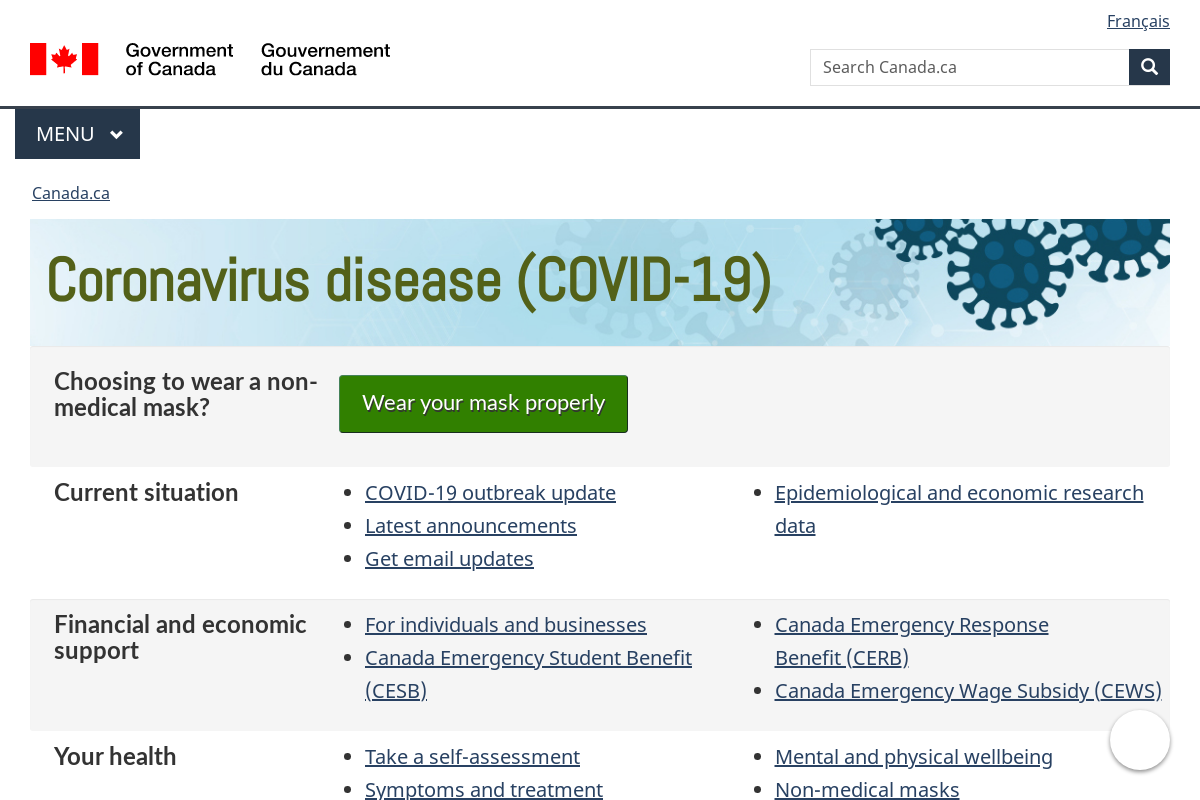 Français
Government
of Canada
Gouvernement
du Canada
Search Canada.ca
MENU
Canada.ca
Coronavirus disease (COVID-19)
Choosing to wear a non-
medical mask?
Wear your mask properly
Current situation
COVID-19 outbreak update
Latest announcements
Get email updates
Epidemiological and economic research
data
Financial and economic
support
For individuals and businesses
Canada Emergency Student Benefit
(CESB)
Canada Emergency Response
Benefit (CERB)
Canada Emergency Wage Subsidy (CEWS)
Your health
Take a self-assessment
Symptoms and treatment
Mental and physical wellbeing
Non-medical masks